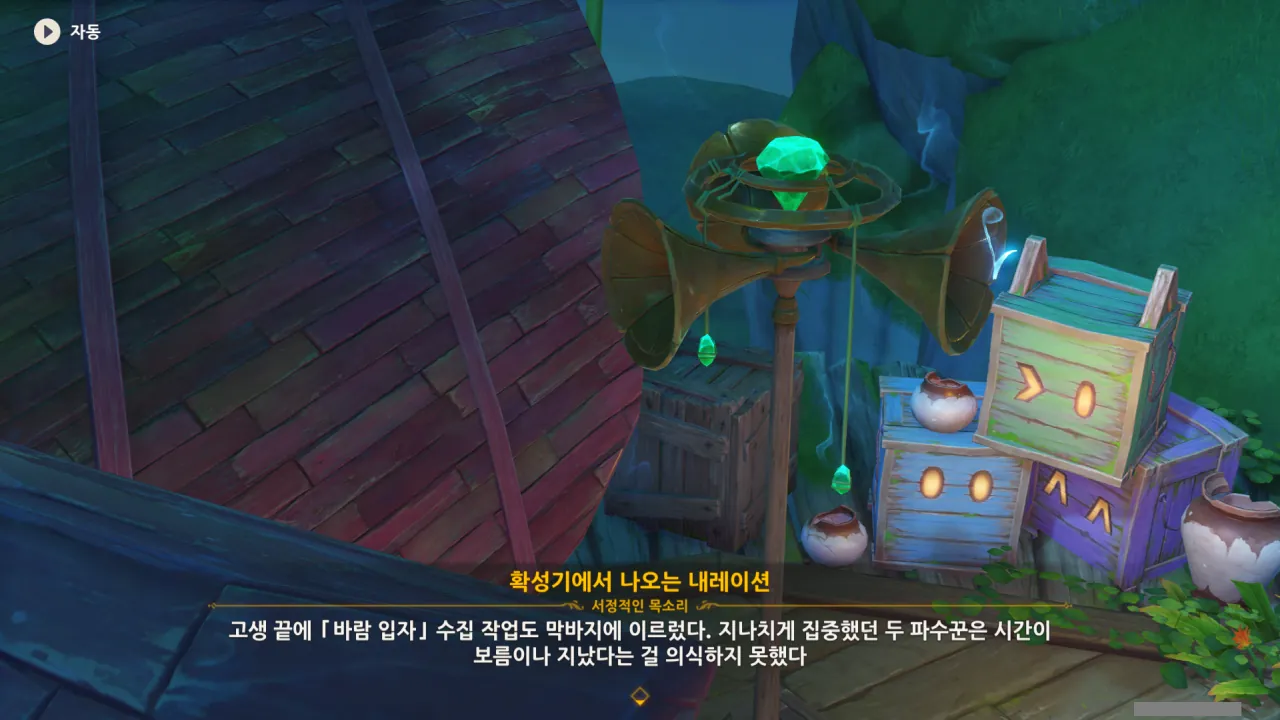 자동
확성기에서 나오는 내레이션
서정적인 목소리
고생 끝에 「바람 입자」 수집 작업도 막바지에 이르렀다. 지나치게 집중했던 두 파수꾼은 시간이
보름이나 지났다는 걸 의식하지 못했다